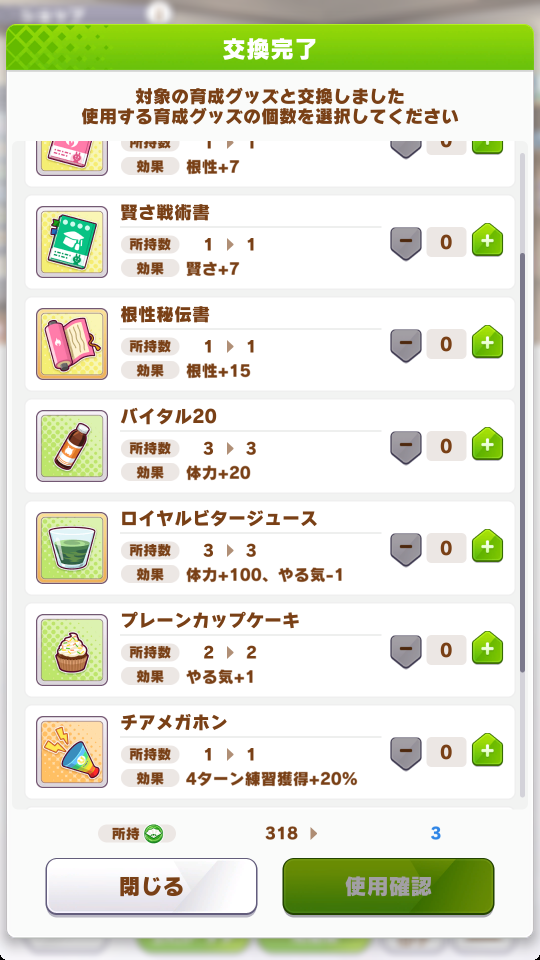 交換完了
対象の育成グッズと交換しました
使用する育成グッズの個数を選択してください
所持数 1 1
0
効果 根性+7
賢さ戦術書
所持数 1 1
0
効果 賢さ+7
根性秘伝書
所持数 1 1
0
効果 根性+15
バイタル20
所持数 3 3
0
効果 体力+20
ロイヤルビタージュース
所持数 3 3
0
効果 体力+100、やる気-1
プレーンカップケーキ
所持数 2 2
0
効果 やる気+1
チアメガホン
所持数 1 1
0
効果 4ターン練習獲得+20%
所持 318 3
閉じる 使用確認